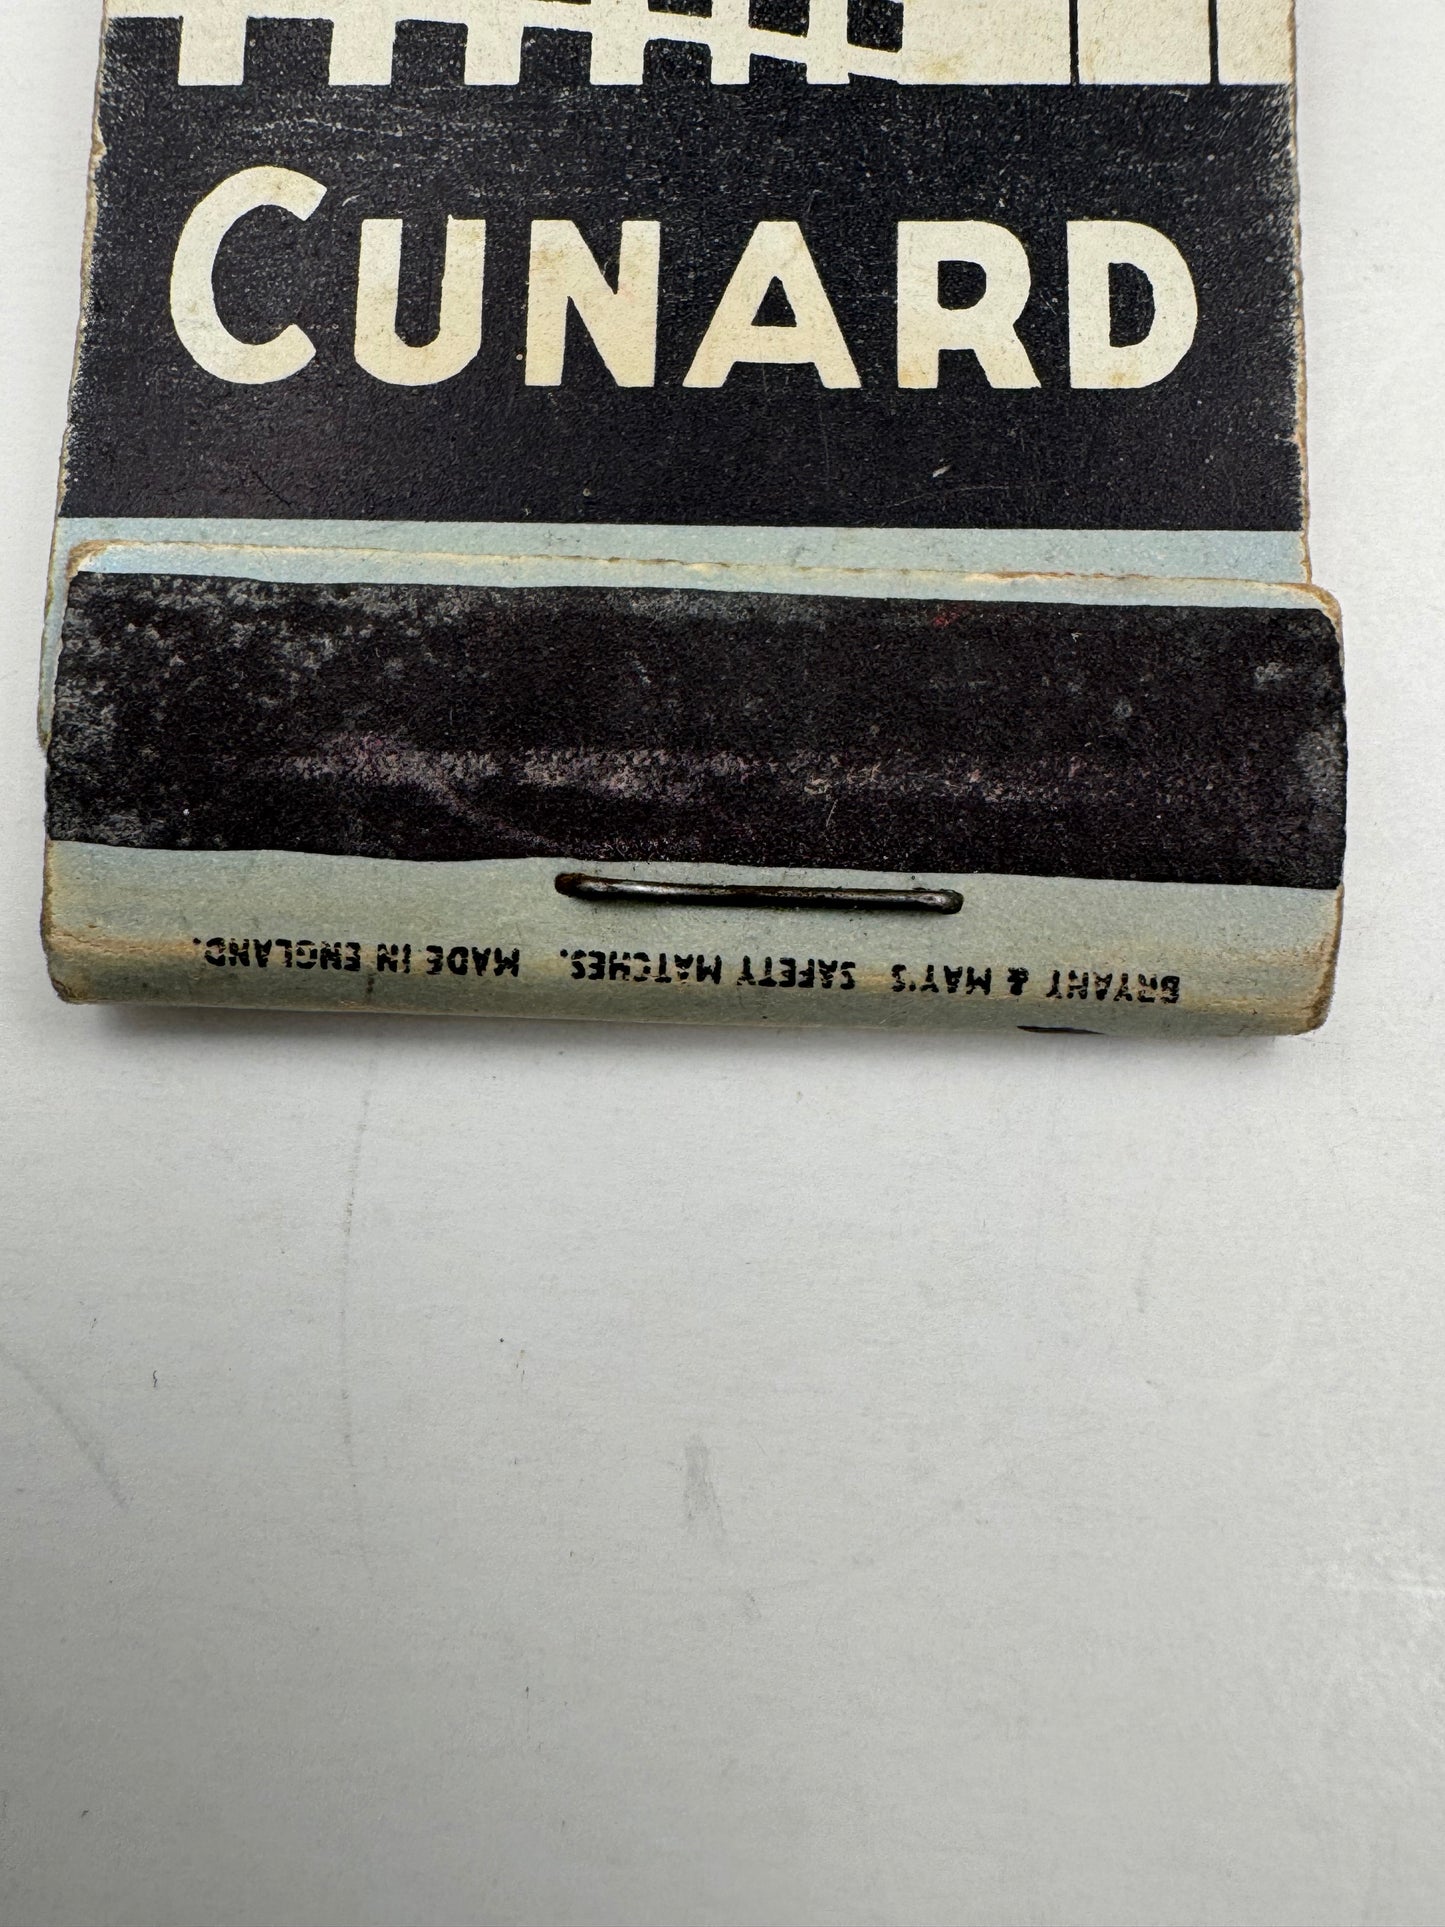 CUNARD
BRYANT & MAY'S SAFETY MATCHES. MADE IN ENGLAND.